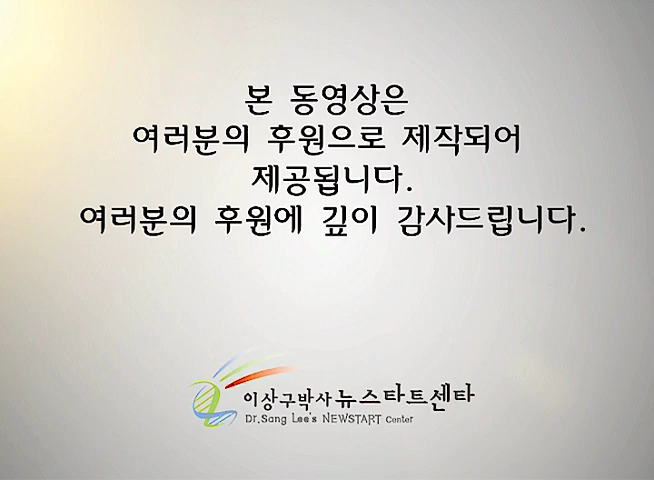 본 동영상은
여러분의 후원으로 제작되어
제공됩니다.
여러분의 후원에 깊이 감사드립니다.
이상구박사 뉴스타트센타
Dr.Sang Lee's NEWSTART Center